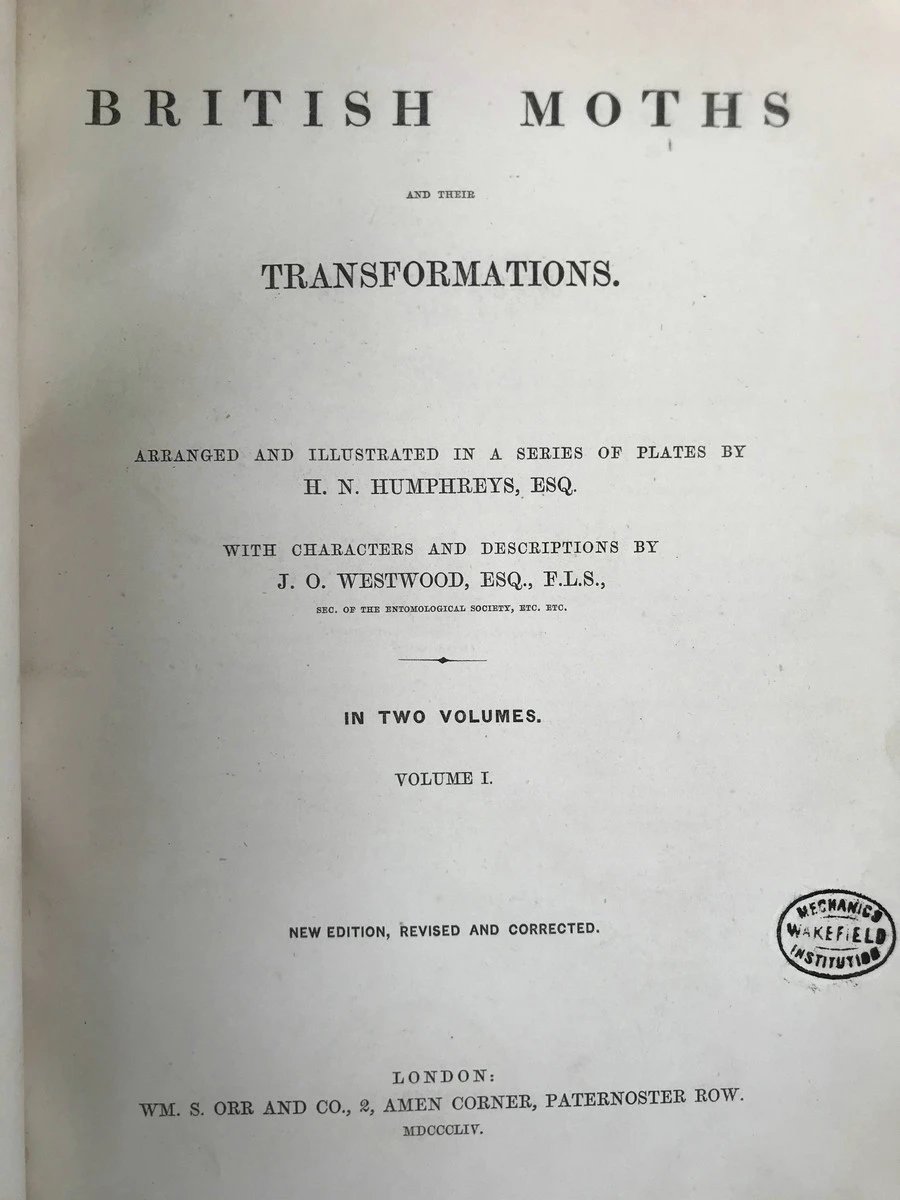 BRITISH MOTHS
AND THEIR
TRANSFORMATIONS.
ARRANGED AND ILLUSTRATED IN A SERIES OF PLATES BY
H. N. HUMPHREYS, ESQ.
WITH CHARACTERS AND DESCRIPTIONS BY
J. O. WESTWOOD, ESQ., F.L.S.,
SEC. OF THE ENTOMOLOGICAL SOCIETY, ETC. ETC.
IN TWO VOLUMES.
VOLUME I.
NEW EDITION, REVISED AND CORRECTED.
MECHANICS
WAKEFIELD
INSTITUTION
LONDON:
WM. S. ORR AND CO., 2, AMEN CORNER, PATERNOSTER ROW.
MDCCCLIV.